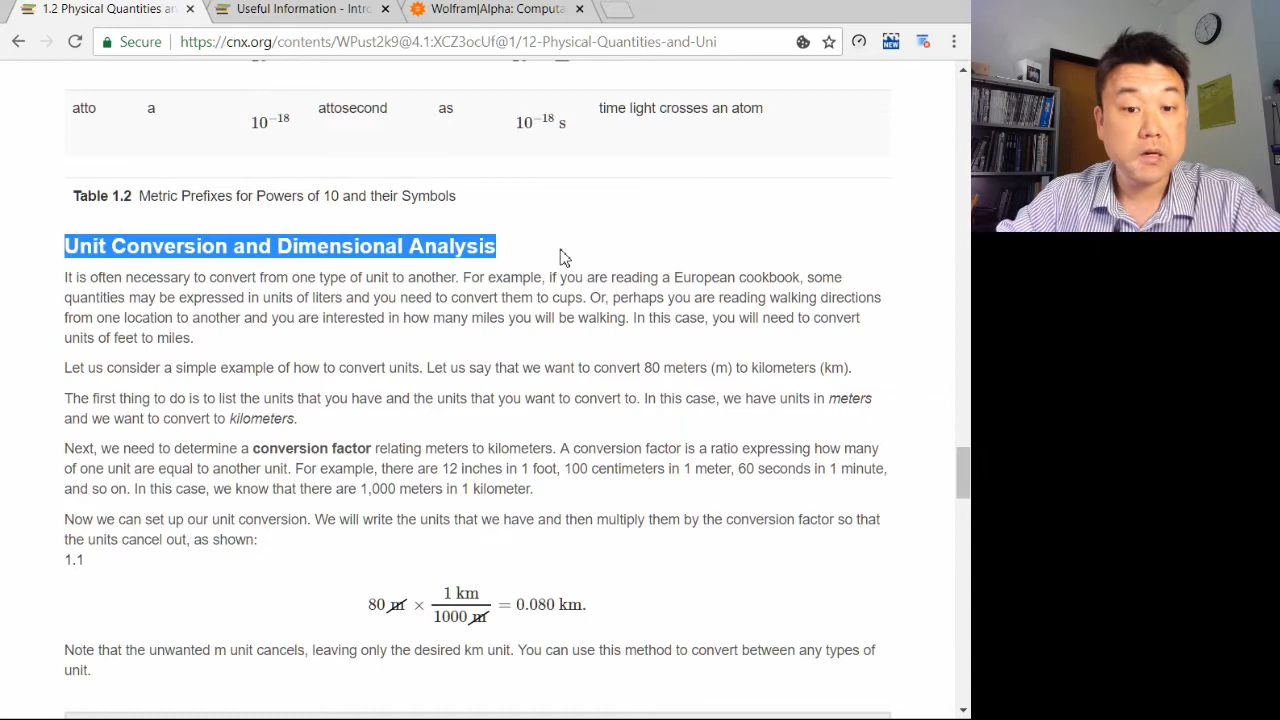 1.2 Physical Quantities an
Useful Information - Intro
Wolfram|Alpha: Computa
Secure https://cnx.org/contents/WPust2k9@4.1:XCZ3ocUf@1/12-Physical-Quantities-and-Uni
NEW
atto a 10⁻¹⁸ attosecond as 10⁻¹⁸ s time light crosses an atom
Table 1.2 Metric Prefixes for Powers of 10 and their Symbols
Unit Conversion and Dimensional Analysis
It is often necessary to convert from one type of unit to another. For example, if you are reading a European cookbook, some
quantities may be expressed in units of liters and you need to convert them to cups. Or, perhaps you are reading walking directions
from one location to another and you are interested in how many miles you will be walking. In this case, you will need to convert
units of feet to miles.
Let us consider a simple example of how to convert units. Let us say that we want to convert 80 meters (m) to kilometers (km).
The first thing to do is to list the units that you have and the units that you want to convert to. In this case, we have units in meters
and we want to convert to kilometers.
Next, we need to determine a conversion factor relating meters to kilometers. A conversion factor is a ratio expressing how many
of one unit are equal to another unit. For example, there are 12 inches in 1 foot, 100 centimeters in 1 meter, 60 seconds in 1 minute,
and so on. In this case, we know that there are 1,000 meters in 1 kilometer.
Now we can set up our unit conversion. We will write the units that we have and then multiply them by the conversion factor so that
the units cancel out, as shown:
1.1
80 m × 1 km / 1000 m = 0.080 km.
Note that the unwanted m unit cancels, leaving only the desired km unit. You can use this method to convert between any types of
unit.